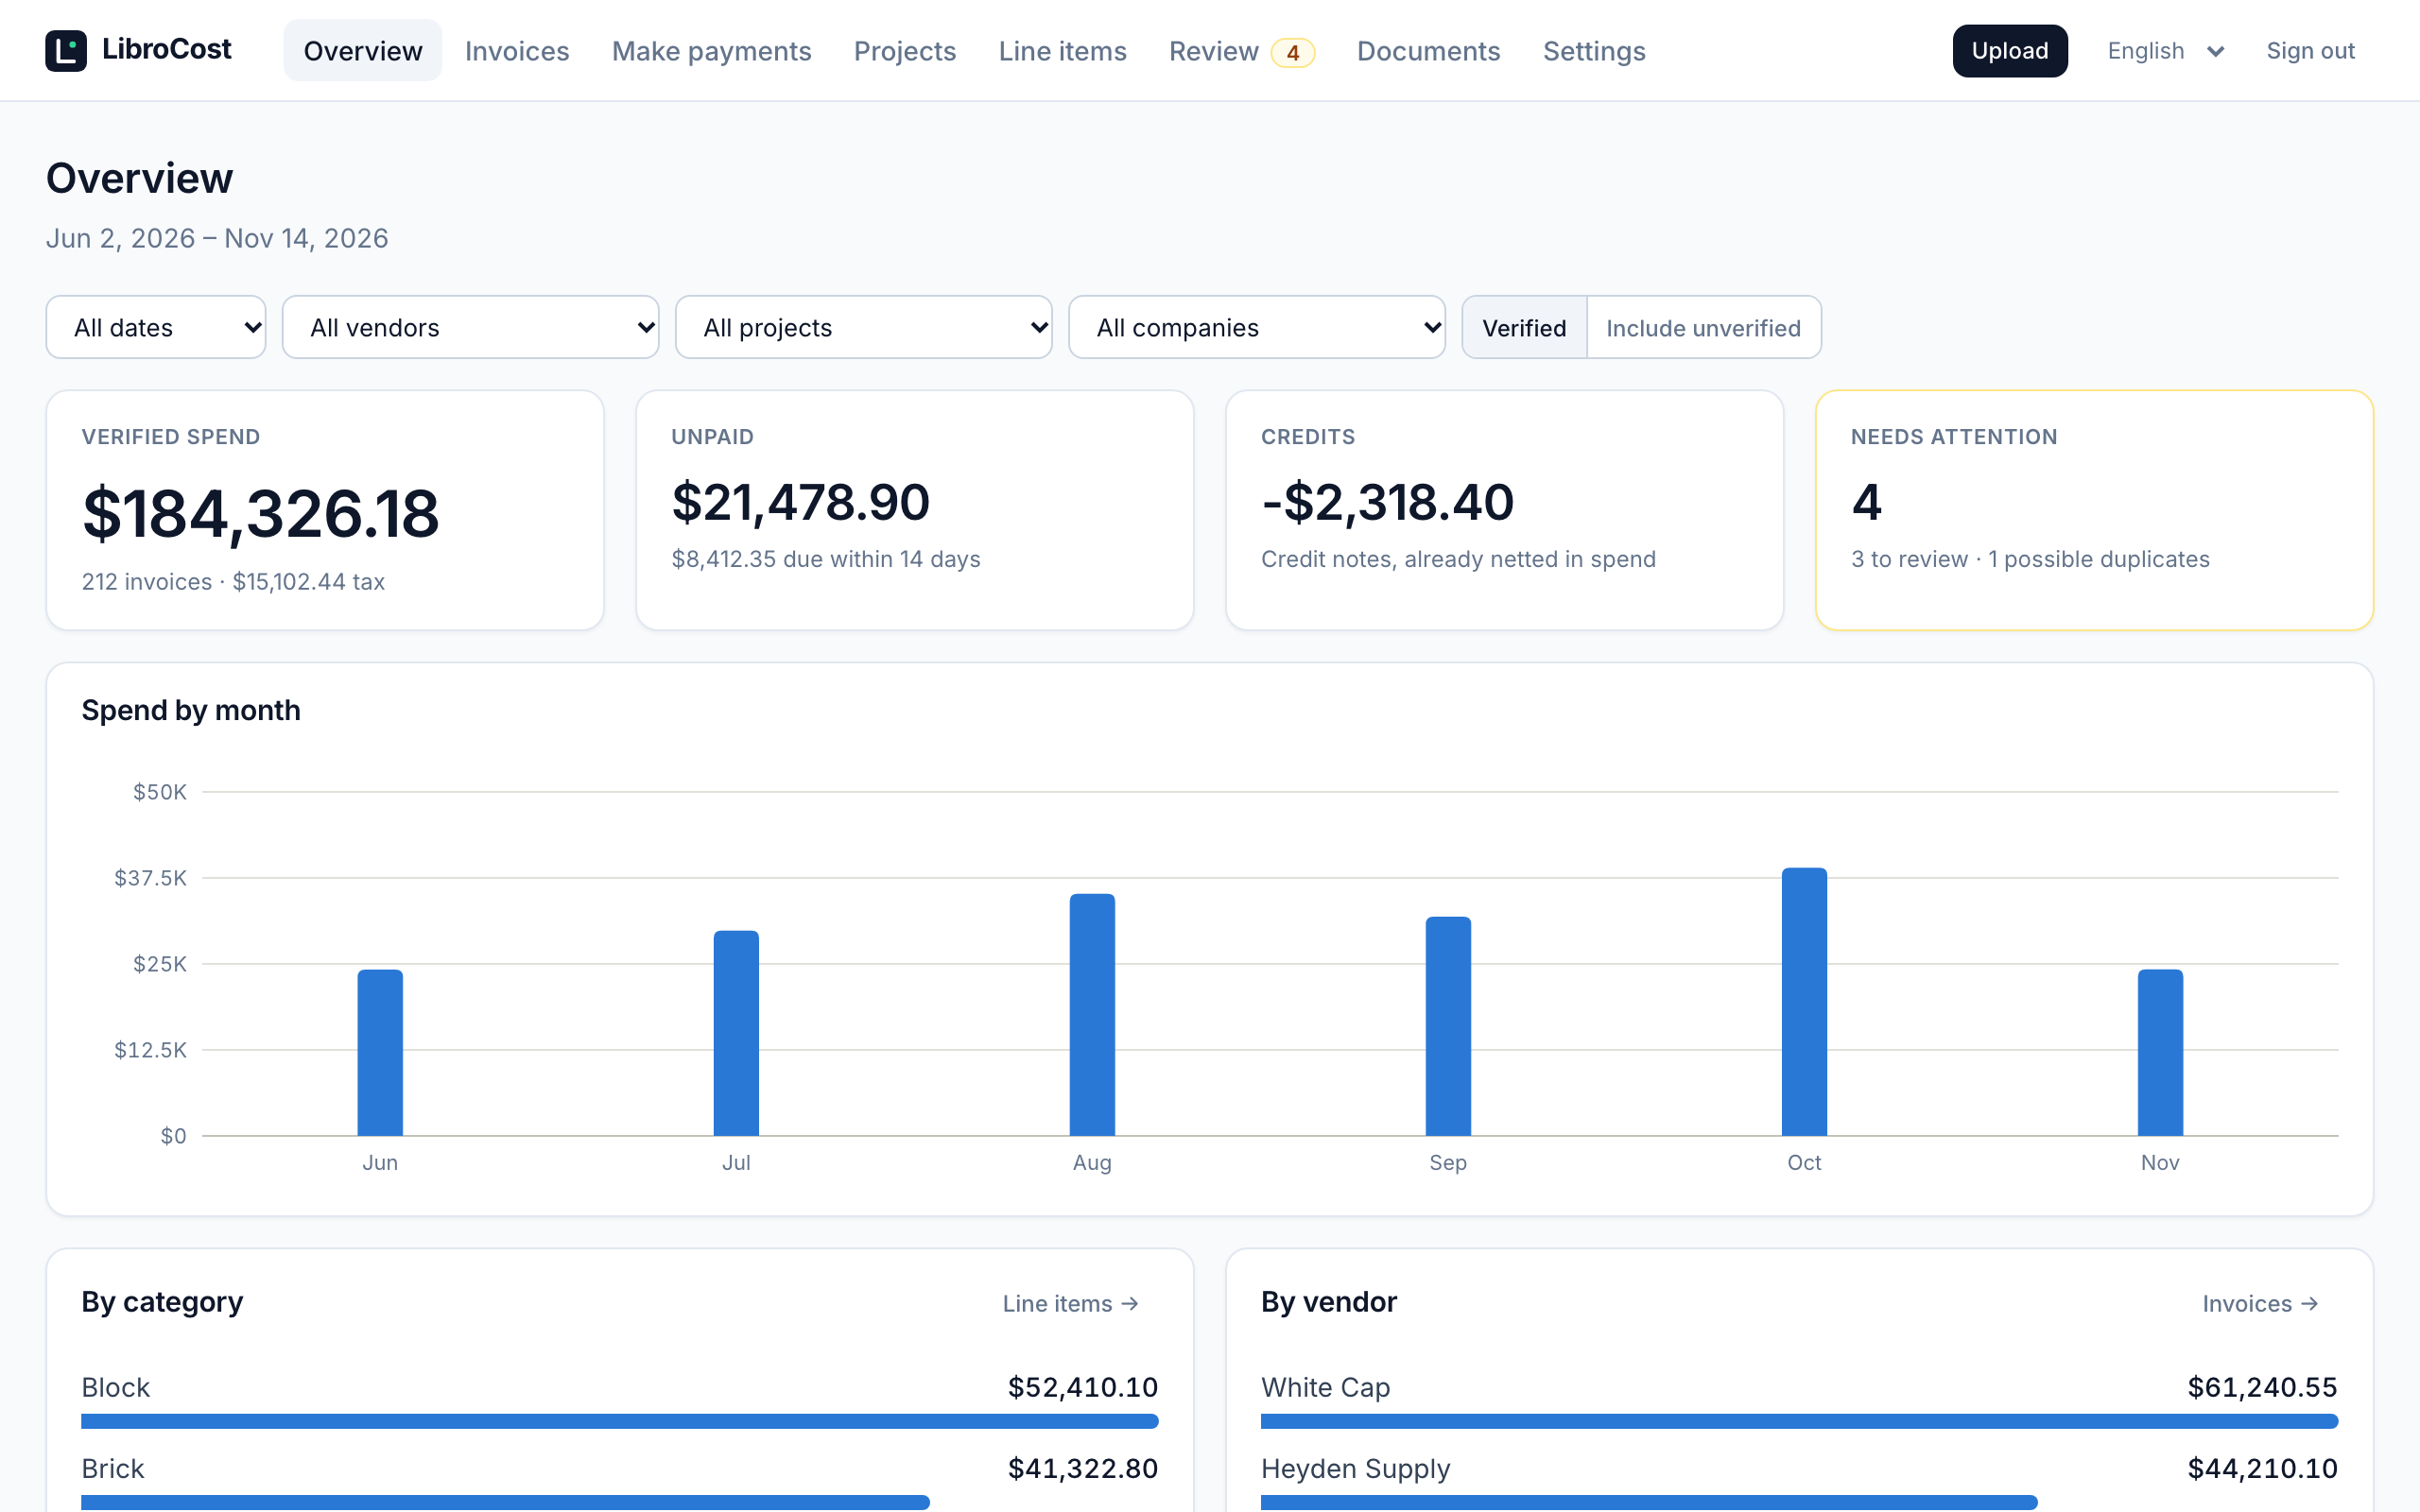 LibroCost Overview Invoices Make payments Projects Line items Review 4 Documents Settings Upload English Sign out
Overview
Jun 2, 2026 – Nov 14, 2026
All dates All vendors All projects All companies Verified Include unverified
VERIFIED SPEND
$184,326.18
212 invoices · $15,102.44 tax
UNPAID
$21,478.90
$8,412.35 due within 14 days
CREDITS
-$2,318.40
Credit notes, already netted in spend
NEEDS ATTENTION
4
3 to review · 1 possible duplicates
Spend by month
$50K
$37.5K
$25K
$12.5K
$0
Jun Jul Aug Sep Oct Nov
By category Line items →
Block $52,410.10
Brick $41,322.80
By vendor Invoices →
White Cap $61,240.55
Heyden Supply $44,210.10